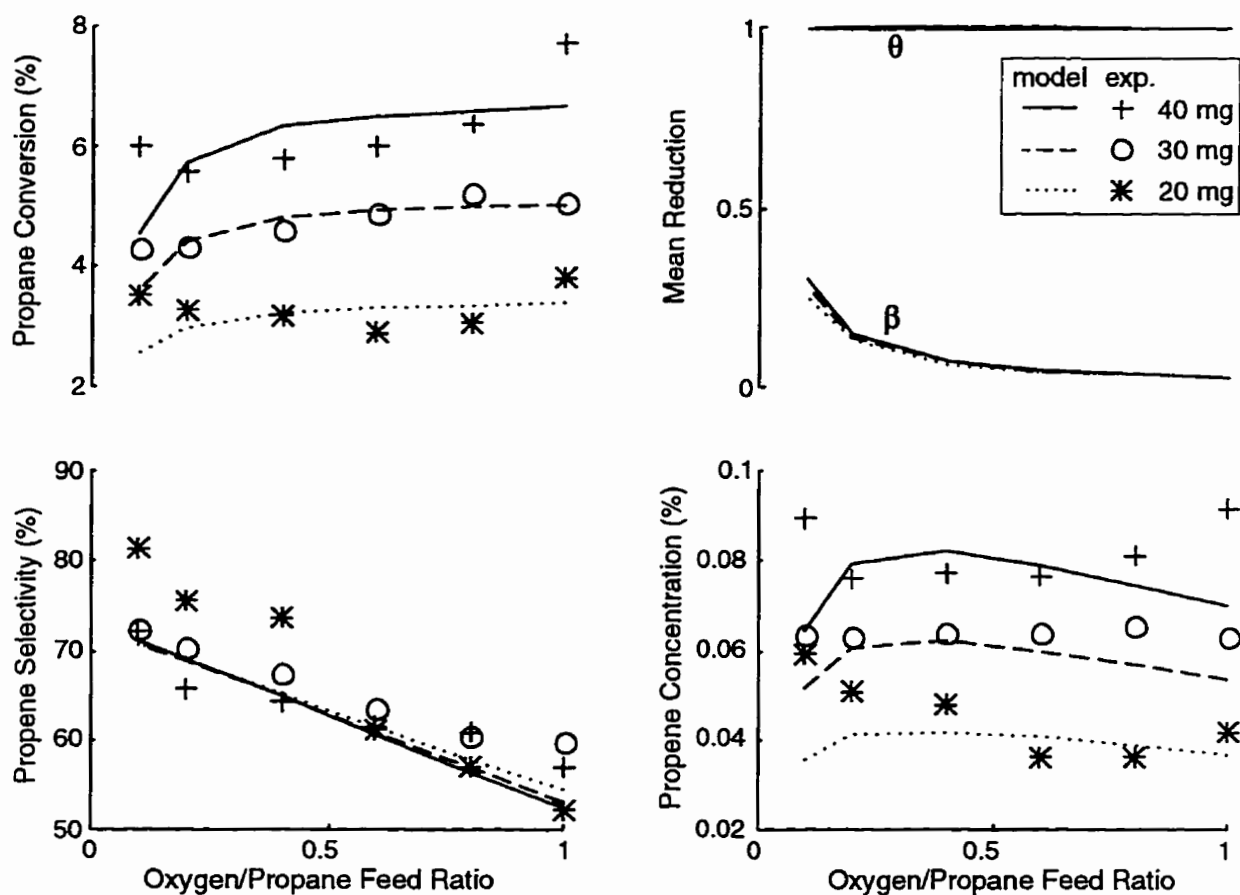 Propane Conversion (%)
8
6
4
2
Mean Reduction
1
0.5
0
θ
β
model exp.
40 mg
30 mg
20 mg
Propene Selectivity (%)
90
80
70
60
50
0
0.5
1
Oxygen/Propane Feed Ratio
Propene Concentration (%)
0.1
0.08
0.06
0.04
0.02
0
0.5
1
Oxygen/Propane Feed Ratio